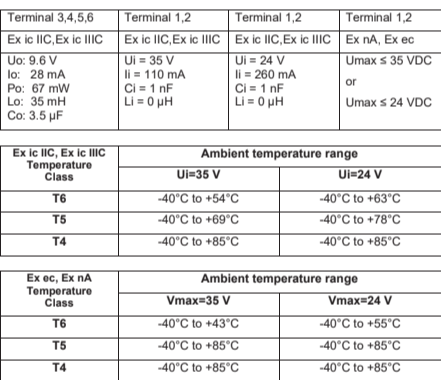 Terminal 3,4,5,6 Terminal 1,2 Terminal 1,2 Terminal 1,2
Ex ic IIC,Ex ic IIIC Ex ic IIC,Ex ic IIIC Ex ic IIC,Ex ic IIIC Ex nA, Ex ec
Uo: 9.6 V Ui = 35 V Ui = 24 V Umax ≤ 35 VDC
Io: 28 mA Ii = 110 mA Ii = 260 mA
Po: 67 mW Ci = 1 nF Ci = 1 nF or
Lo: 35 mH Li = 0 µH Li = 0 µH Umax ≤ 24 VDC
Co: 3.5 µF
Ex ic IIC, Ex ic IIIC Ambient temperature range
Temperature
Class Ui=35 V Ui=24 V
T6 -40°C to +54°C -40°C to +63°C
T5 -40°C to +69°C -40°C to +78°C
T4 -40°C to +85°C -40°C to +85°C
Ex ec, Ex nA Ambient temperature range
Temperature
Class Vmax=35 V Vmax=24 V
T6 -40°C to +43°C -40°C to +55°C
T5 -40°C to +85°C -40°C to +85°C
T4 -40°C to +85°C -40°C to +85°C